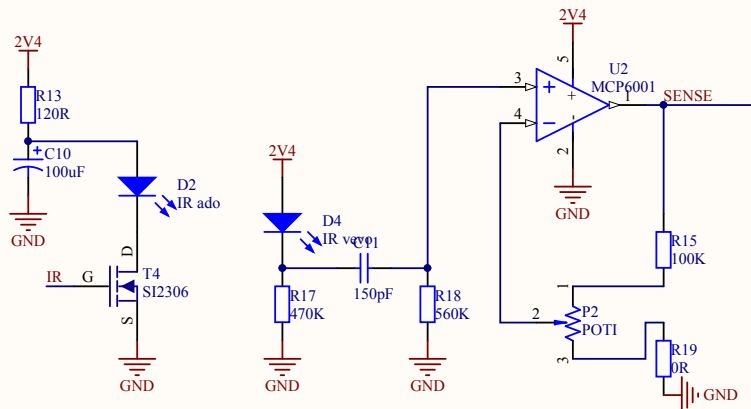 2V4
R13
120R
C10
100uF
GND
D2
IR ado
D
IR
G
T4
SI2306
S
GND
2V4
D4
IR vevo
C11
150pF
R17
470K
GND
R18
560K
GND
2V4
5
U2
MCP6001
3
4
1
SENSE
2
GND
R15
100K
1
2
P2
POTI
3
R19
0R
GND